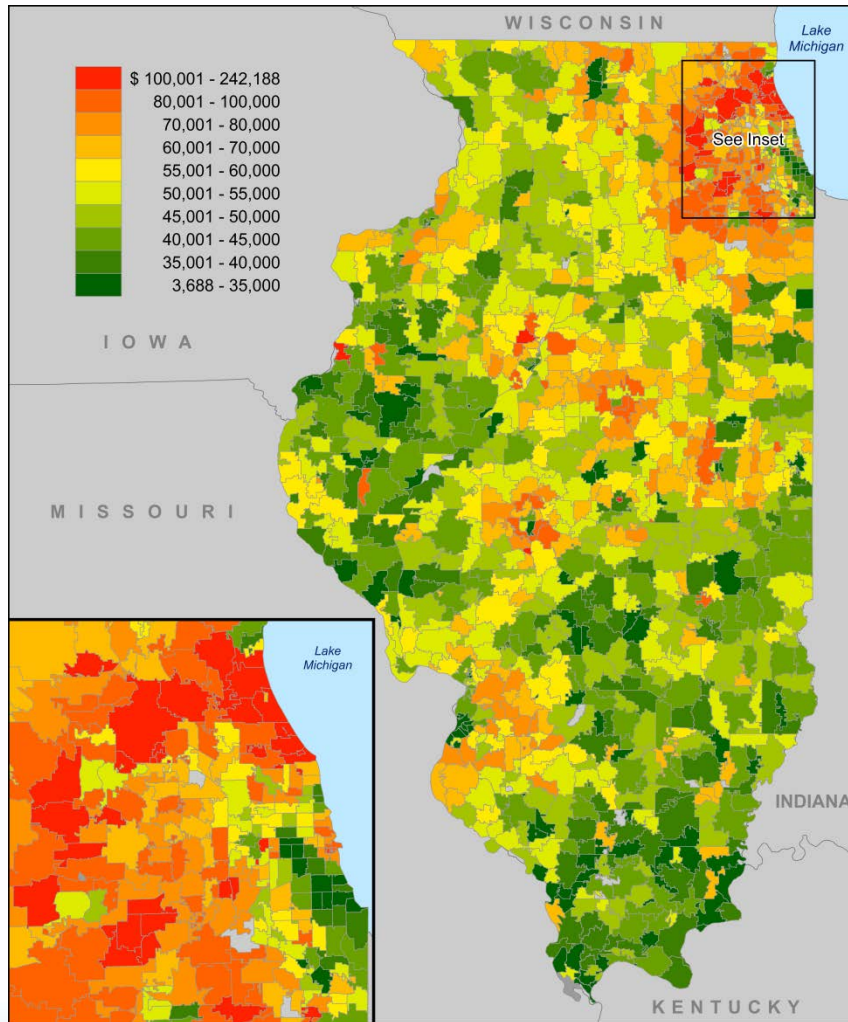 WISCONSIN
Lake
Michigan
$ 100,001 - 242,188
80,001 - 100,000
70,001 - 80,000
60,001 - 70,000
55,001 - 60,000
50,001 - 55,000
45,001 - 50,000
40,001 - 45,000
35,001 - 40,000
3,688 - 35,000
See Inset
IOWA
MISSOURI
Lake
Michigan
INDIANA
KENTUCKY